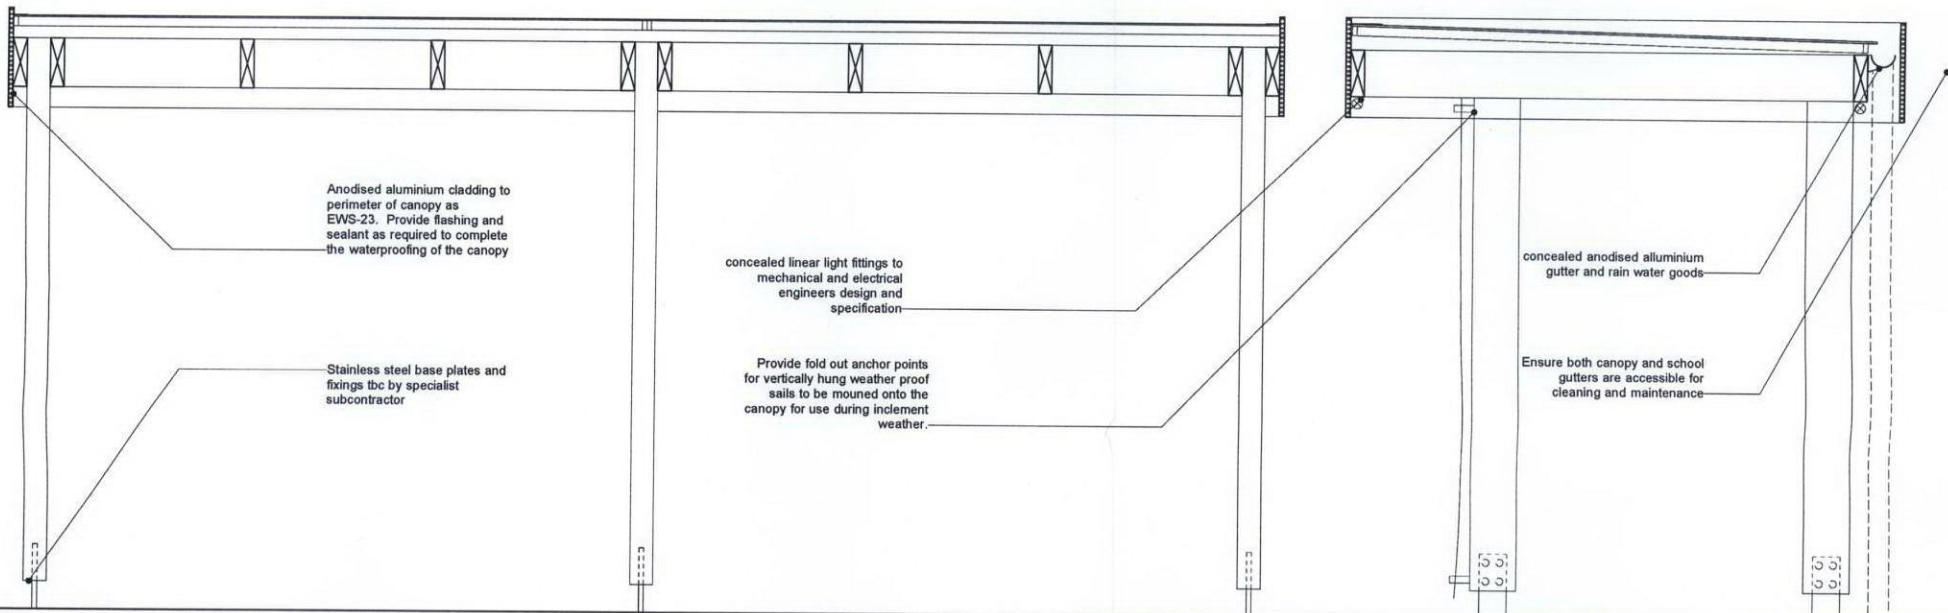 Anodised aluminium cladding to
perimeter of canopy as
EWS-23. Provide flashing and
sealant as required to complete
the waterproofing of the canopy
Stainless steel base plates and
fixings tbc by specialist
subcontractor
concealed linear light fittings to
mechanical and electrical
engineers design and
specification
Provide fold out anchor points
for vertically hung weather proof
sails to be mouned onto the
canopy for use during inclement
weather.
concealed anodised alluminium
gutter and rain water goods
Ensure both canopy and school
gutters are accessible for
cleaning and maintenance